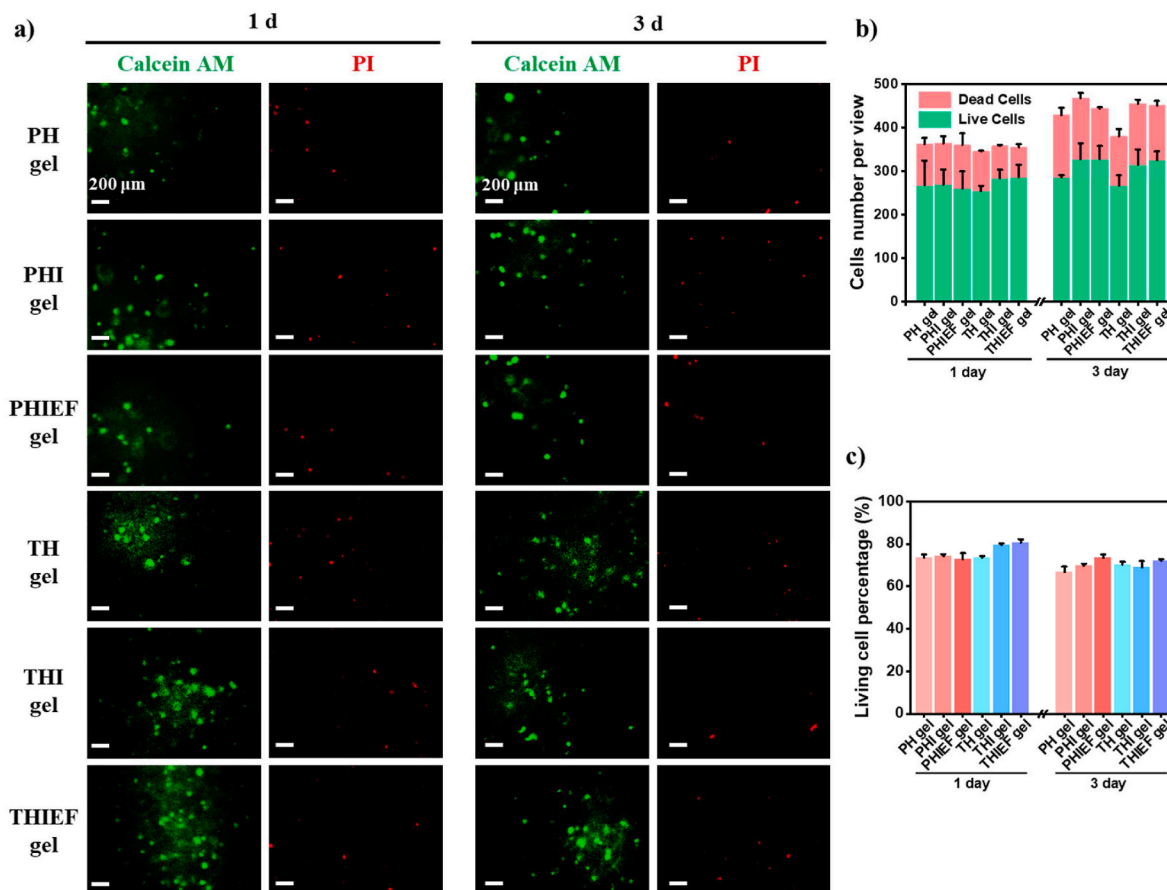 a)
1 d
3 d
Calcein AM
PI
Calcein AM
PI
PH
gel
200 µm
200 µm
PHI
gel
PHIEF
gel
TH
gel
THI
gel
THIEF
gel
b)
Cells number per view
500
400
300
200
100
0
Dead Cells
Live Cells
PH gel
PHI gel
PHIEF gel
TH gel
THI gel
THIEF gel
PH gel
PHI gel
PHIEF gel
TH gel
THI gel
THIEF gel
1 day
3 day
c)
Living cell percentage (%)
100
80
60
40
20
0
PH gel
PHI gel
PHIEF gel
TH gel
THI gel
THIEF gel
PH gel
PHI gel
PHIEF gel
TH gel
THI gel
THIEF gel
1 day
3 day